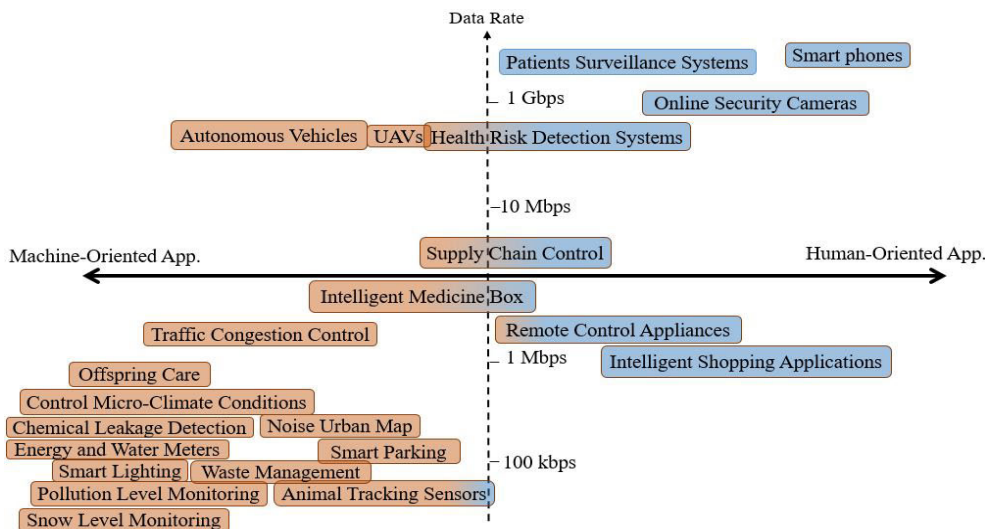 Data Rate
Patients Surveillance Systems
Smart phones
1 Gbps
Online Security Cameras
Autonomous Vehicles
UAVs
Health Risk Detection Systems
10 Mbps
Supply Chain Control
Machine-Oriented App.
Human-Oriented App.
Intelligent Medicine Box
Traffic Congestion Control
Remote Control Appliances
1 Mbps
Intelligent Shopping Applications
Offspring Care
Control Micro-Climate Conditions
Chemical Leakage Detection
Noise Urban Map
Energy and Water Meters
Smart Parking
Smart Lighting
Waste Management
100 kbps
Pollution Level Monitoring
Animal Tracking Sensors
Snow Level Monitoring